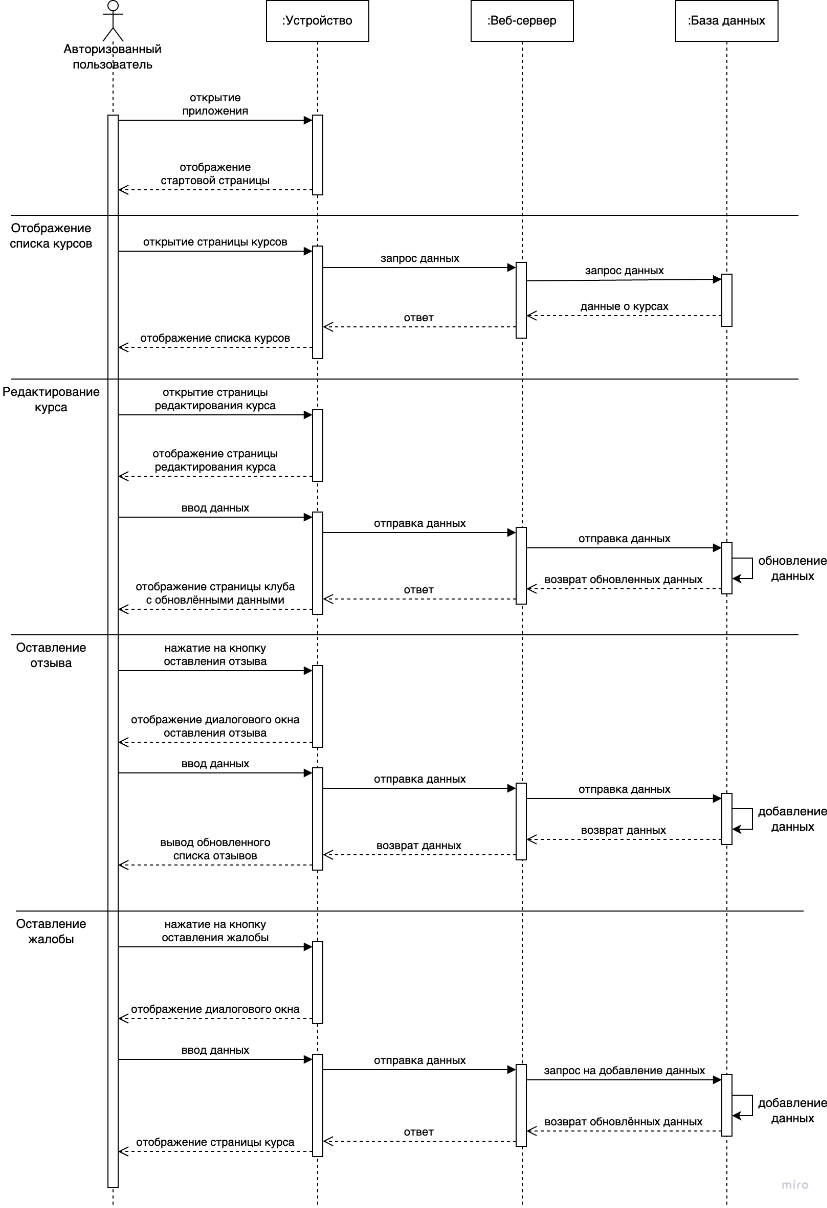 :Устройство
:Веб-сервер
:База данных
Авторизованный
пользователь
открытие
приложения
отображение
стартовой страницы
Отображение
списка курсов
открытие страницы курсов
запрос данных
запрос данных
данные о курсах
ответ
отображение списка курсов
Редактирование
курса
открытие страницы
редактирования курса
отображение страницы
редактирования курса
ввод данных
отправка данных
отправка данных
обновление
данных
возврат обновленных данных
ответ
отображение страницы клуба
с обновлёнными данными
Оставление
отзыва
нажатие на кнопку
оставления отзыва
отображение диалогового окна
оставления отзыва
ввод данных
отправка данных
отправка данных
добавление
данных
возврат данных
возврат данных
вывод обновленного
списка отзывов
Оставление
жалобы
нажатие на кнопку
оставления жалобы
отображение диалогового окна
ввод данных
отправка данных
запрос на добавление данных
добавление
данных
возврат обновлённых данных
ответ
отображение страницы курса
miro